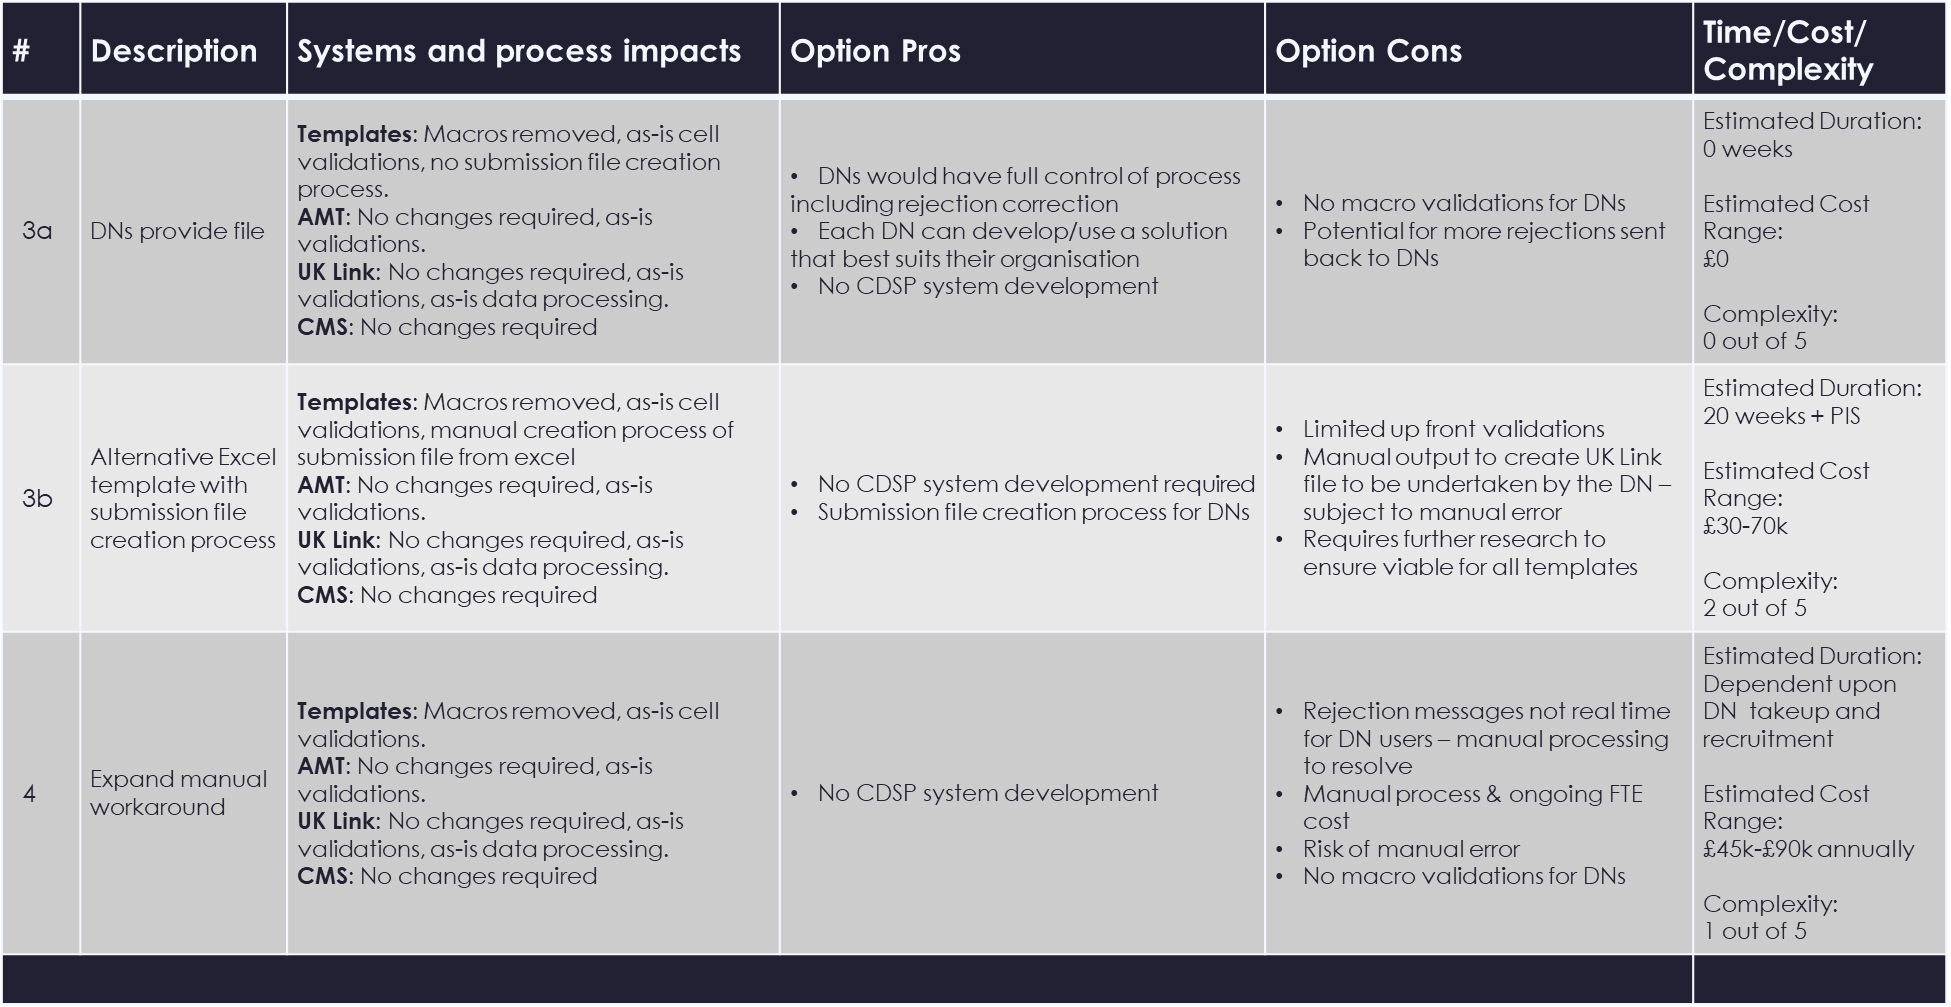 #
Description
Systems and process impacts
Option Pros
Option Cons
Time/Cost/
Complexity
3a
DNs provide file
Templates: Macros removed, as-is cell
validations, no submission file creation
process.
AMT: No changes required, as-is
validations.
UK Link: No changes required, as-is
validations, as-is data processing.
CMS: No changes required
• DNs would have full control of process
including rejection correction
• Each DN can develop/use a solution
that best suits their organisation
• No CDSP system development
• No macro validations for DNs
• Potential for more rejections sent
back to DNs
Estimated Duration:
0 weeks
Estimated Cost
Range:
£0
Complexity:
0 out of 5
3b
Alternative Excel
template with
submission file
creation process
Templates: Macros removed, as-is cell
validations, manual creation process of
submission file from excel
AMT: No changes required, as-is
validations.
UK Link: No changes required, as-is
validations, as-is data processing.
CMS: No changes required
• No CDSP system development required
• Submission file creation process for DNs
• Limited up front validations
• Manual output to create UK Link
file to be undertaken by the DN –
subject to manual error
• Requires further research to
ensure viable for all templates
Estimated Duration:
20 weeks + PIS
Estimated Cost
Range:
£30-70k
Complexity:
2 out of 5
4
Expand manual
workaround
Templates: Macros removed, as-is cell
validations.
AMT: No changes required, as-is
validations.
UK Link: No changes required, as-is
validations, as-is data processing.
CMS: No changes required
• No CDSP system development
• Rejection messages not real time
for DN users – manual processing
to resolve
• Manual process & ongoing FTE
cost
• Risk of manual error
• No macro validations for DNs
Estimated Duration:
Dependent upon
DN takeup and
recruitment
Estimated Cost
Range:
£45k-£90k annually
Complexity:
1 out of 5